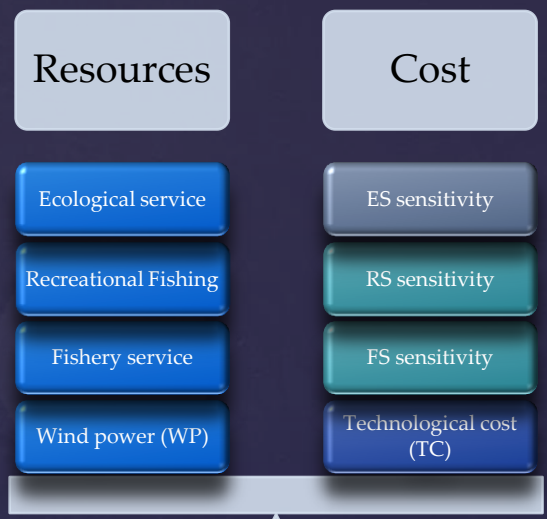 Resources
Cost
Ecological service
ES sensitivity
Recreational Fishing
RS sensitivity
Fishery service
FS sensitivity
Wind power (WP)
Technological cost
(TC)